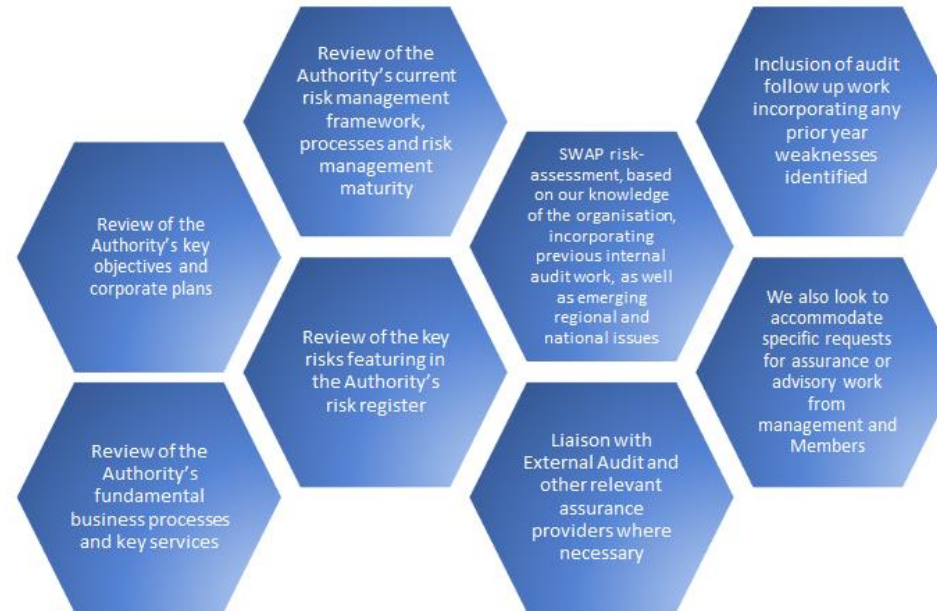 Review of the
Authority's current
risk management
framework,
processes and risk
management
maturity
Inclusion of audit
follow up work
incorporating any
prior year
weaknesses
identified
SWAP risk-
assessment, based
on our knowledge
of the organisation,
incorporating
previous internal
audit work, as well
as emerging
regional and
national issues
Review of the
Authority's key
objectives and
corporate plans
Review of the key
risks featuring in
the Authority's
risk register
We also look to
accommodate
specific requests
for assurance or
advisory work
from
management and
Members
Review of the
Authority's
fundamental
business processes
and key services
Liaison with
External Audit and
other relevant
assurance
providers where
necessary